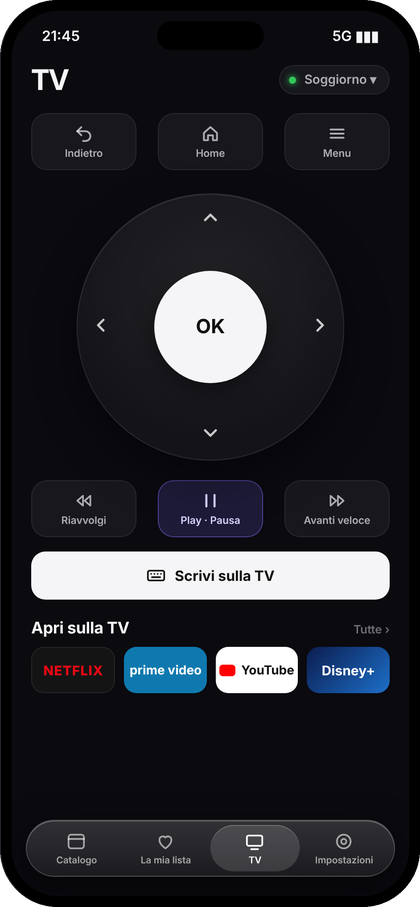 21:45
5G
TV
Soggiorno ▾
Indietro
Home
Menu
OK
Riavvolgi
Play · Pausa
Avanti veloce
Scrivi sulla TV
Apri sulla TV
Tutte ›
NETFLIX
prime video
YouTube
Disney+
Catalogo
La mia lista
TV
Impostazioni